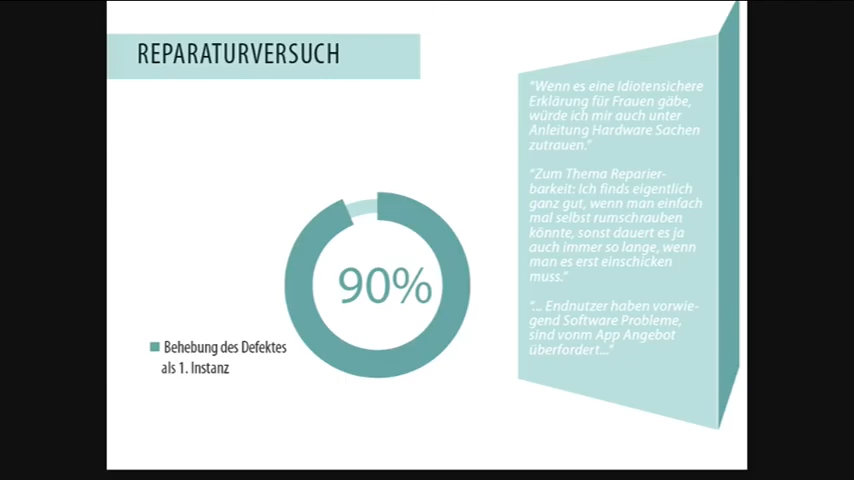 REPARATURVERSUCH
"Wenn es eine Idiotensichere
Erklärung für Frauen gäbe,
würde ich mir auch unter
Anleitung Hardware Sachen
zutrauen."
"Zum Thema Reparier-
barkeit: Ich finds eigentlich
ganz gut, wenn man einfach
mal selbst rumschrauben
könnte, sonst dauert es ja
auch immer so lange, wenn
man es erst einschicken
muss."
"... Endnutzer haben vorwie-
gend Software Probleme,
sind vonm App Angebot
überfordert..."
90%
Behebung des Defektes
als 1. Instanz